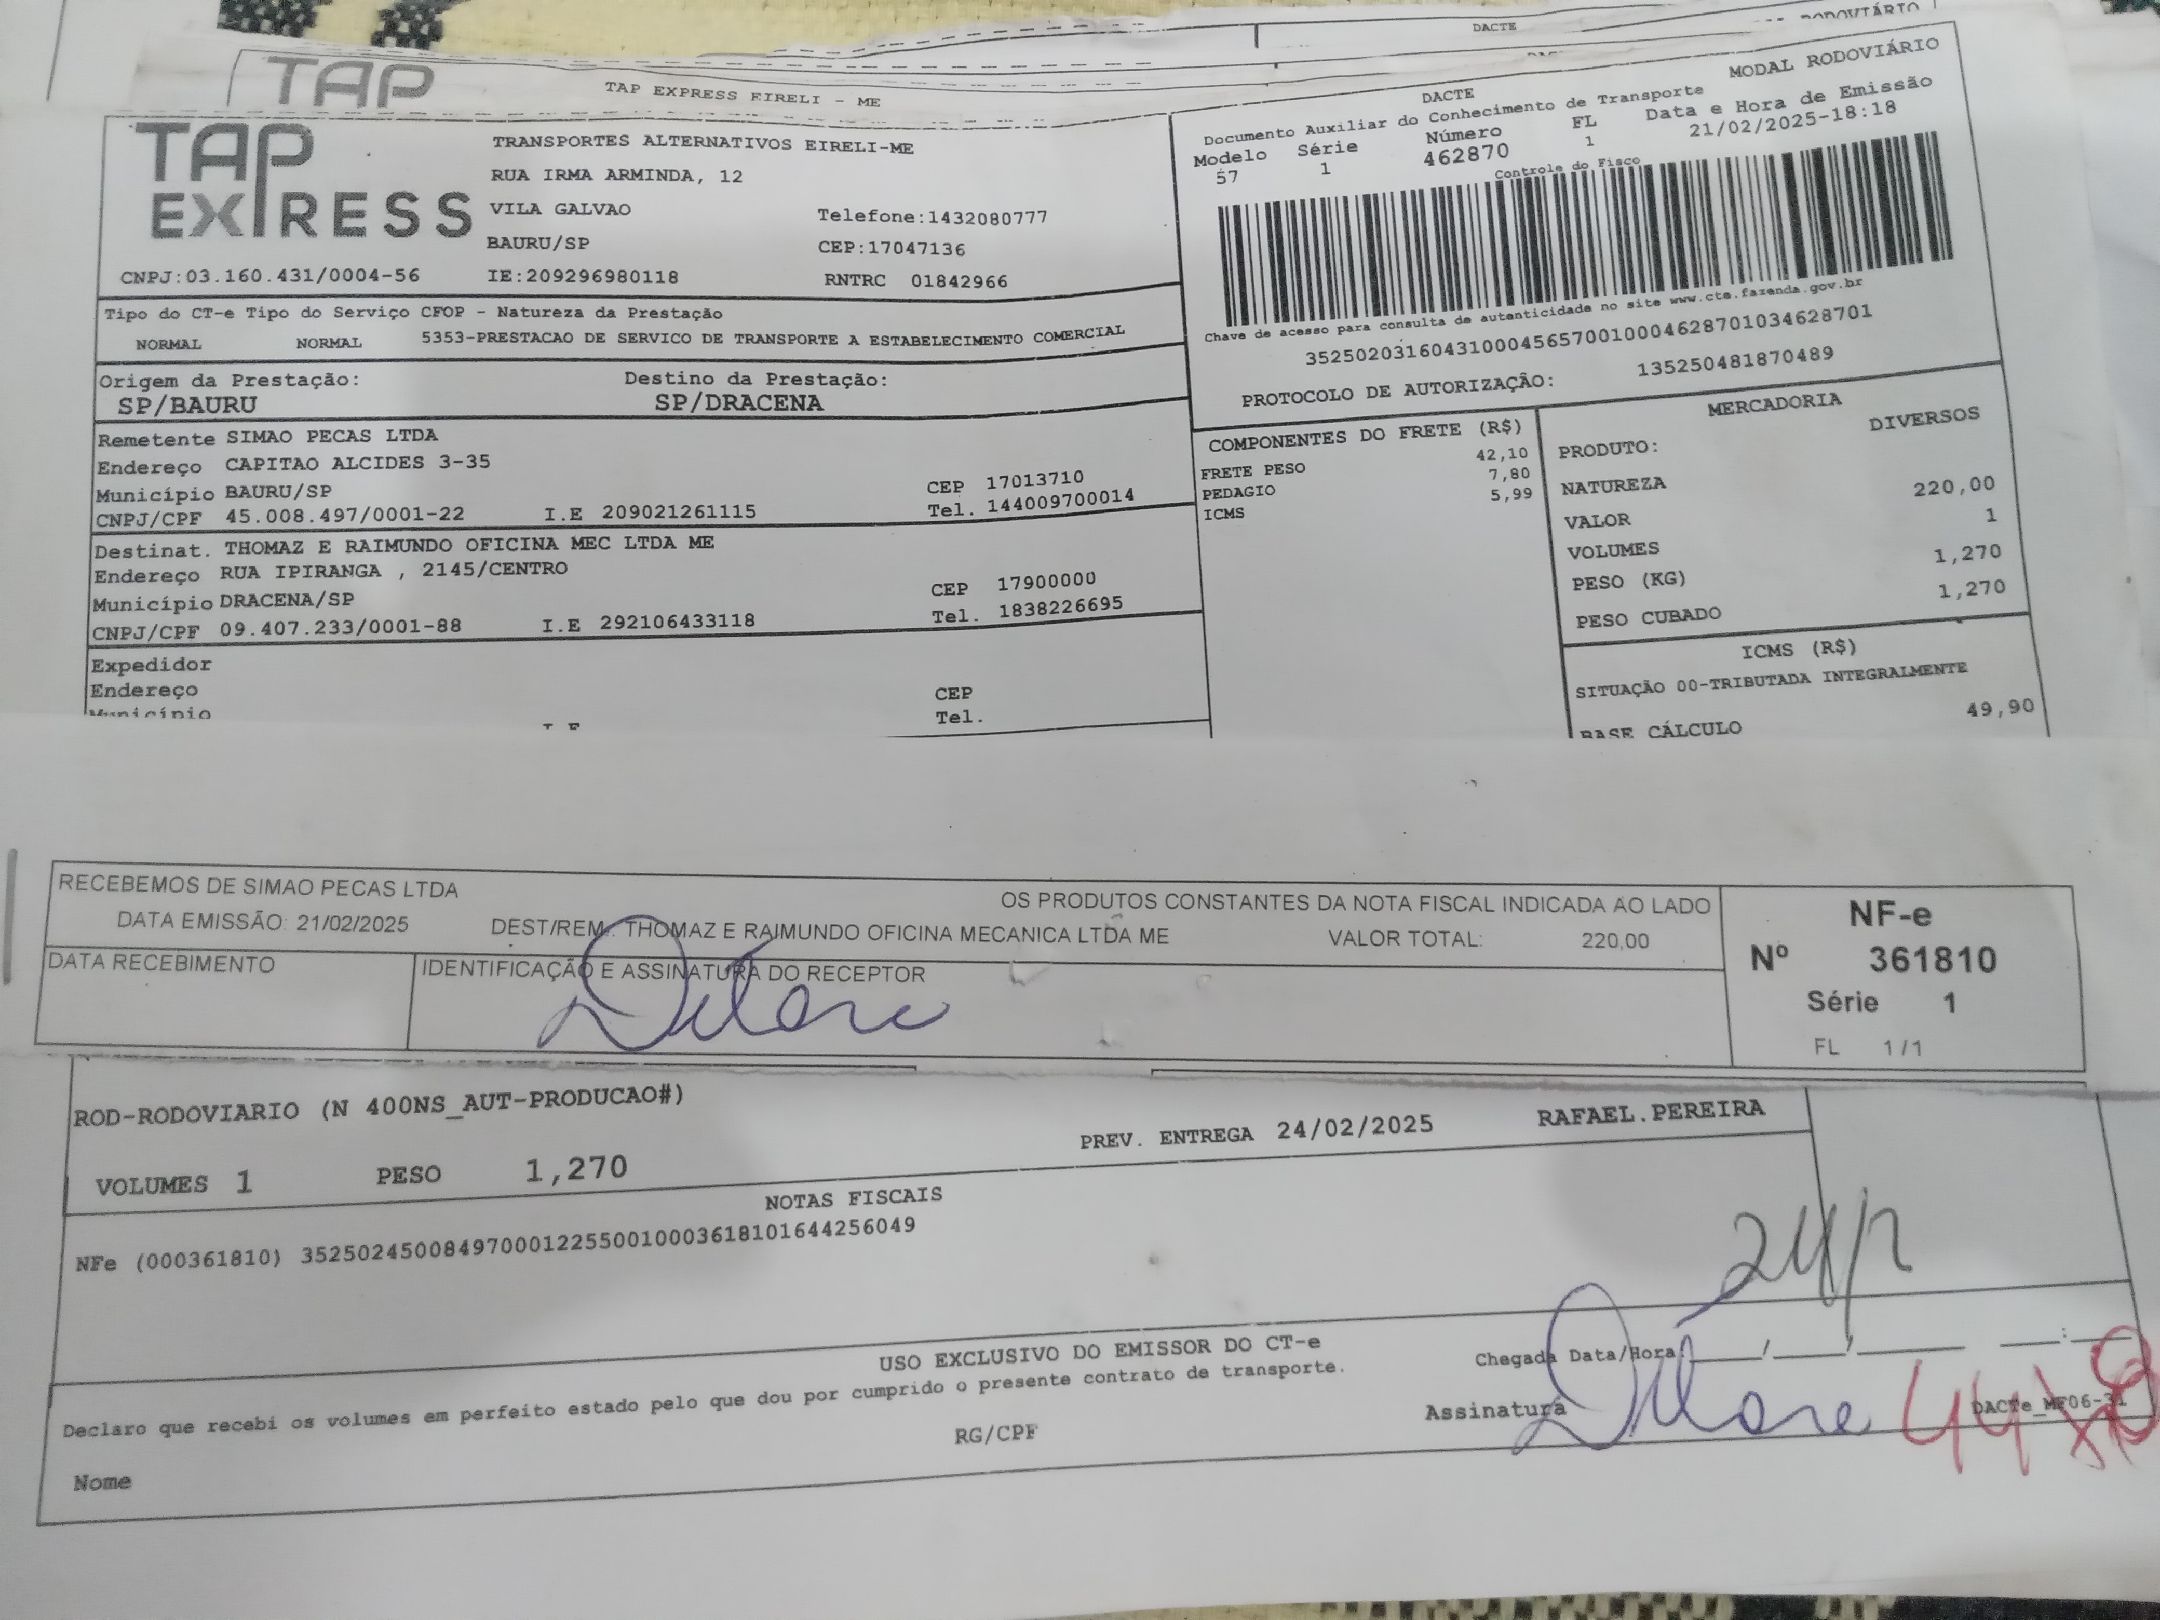 DACTE
RODOVIÁRIO
TAP
TAP EXPRESS EIRELI - ME
TAP EXPRESS
TRANSPORTES ALTERNATIVOS EIRELI-ME
RUA IRMA ARMINDA, 12
VILA GALVAO Telefone:1432080777
BAURU/SP CEP:17047136
CNPJ:03.160.431/0004-56 IE:209296980118 RNTRC 01842966
DACTE MODAL RODOVIÁRIO
Documento Auxiliar do Conhecimento de Transporte
Modelo Série Número FL Data e Hora de Emissão
57 1 462870 1 21/02/2025-18:18
Controle do Fisco
Chave de acesso para consulta de autenticidade no site www.cte.fazenda.gov.br
35250203160431000456570010004628701034628701
PROTOCOLO DE AUTORIZAÇÃO: 135250481870489
Tipo do CT-e Tipo do Serviço CFOP - Natureza da Prestação
NORMAL NORMAL 5353-PRESTACAO DE SERVICO DE TRANSPORTE A ESTABELECIMENTO COMERCIAL
Origem da Prestação: Destino da Prestação:
SP/BAURU SP/DRACENA
Remetente SIMAO PECAS LTDA
Endereço CAPITAO ALCIDES 3-35
Município BAURU/SP CEP 17013710
CNPJ/CPF 45.008.497/0001-22 I.E 209021261115 Tel. 144009700014
Destinat. THOMAZ E RAIMUNDO OFICINA MEC LTDA ME
Endereço RUA IPIRANGA , 2145/CENTRO
Município DRACENA/SP CEP 17900000
CNPJ/CPF 09.407.233/0001-88 I.E 292106433118 Tel. 1838226695
Expedidor
Endereço CEP
Município Tel.
I.E
COMPONENTES DO FRETE (R$)
FRETE PESO 42,10
PEDAGIO 7,80
ICMS 5,99
MERCADORIA
PRODUTO: DIVERSOS
NATUREZA
VALOR 220,00
VOLUMES 1
PESO (KG) 1,270
PESO CUBADO 1,270
ICMS (R$)
SITUAÇÃO 00-TRIBUTADA INTEGRALMENTE
BASE CÁLCULO 49,90
RECEBEMOS DE SIMAO PECAS LTDA OS PRODUTOS CONSTANTES DA NOTA FISCAL INDICADA AO LADO
DATA EMISSÃO: 21/02/2025 DEST/REM.: THOMAZ E RAIMUNDO OFICINA MECANICA LTDA ME VALOR TOTAL: 220,00
DATA RECEBIMENTO IDENTIFICAÇÃO E ASSINATURA DO RECEPTOR
NF-e
Nº 361810
Série 1
FL 1/1
ROD-RODOVIARIO (N 400NS_AUT-PRODUCAO#)
PREV. ENTREGA 24/02/2025 RAFAEL.PEREIRA
VOLUMES 1 PESO 1,270
NOTAS FISCAIS
NFe (000361810) 35250245008497000122550010003618101644256049
USO EXCLUSIVO DO EMISSOR DO CT-e
Declaro que recebi os volumes em perfeito estado pelo que dou por cumprido o presente contrato de transporte.
Chegada Data/Hora ____/____/______ ___:___
Nome RG/CPF Assinatura DACTe_MF06-31